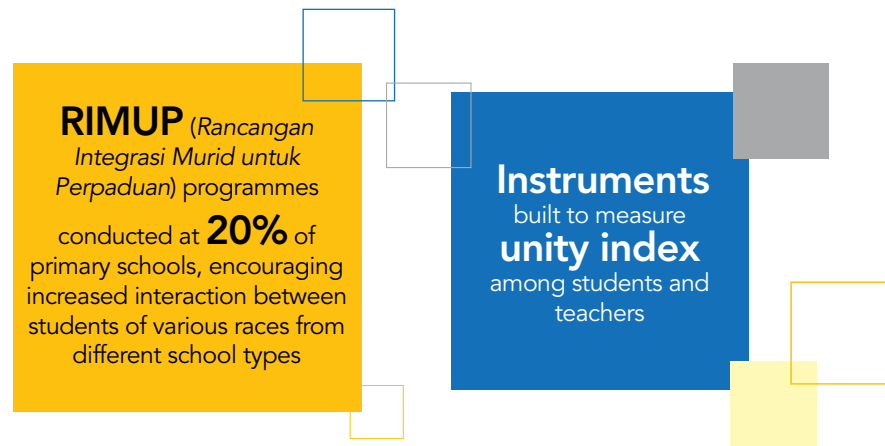 RIMUP (Rancangan
Integrasi Murid untuk
Perpaduan) programmes
conducted at 20% of
primary schools, encouraging
increased interaction between
students of various races from
different school types
Instruments
built to measure
unity index
among students and
teachers